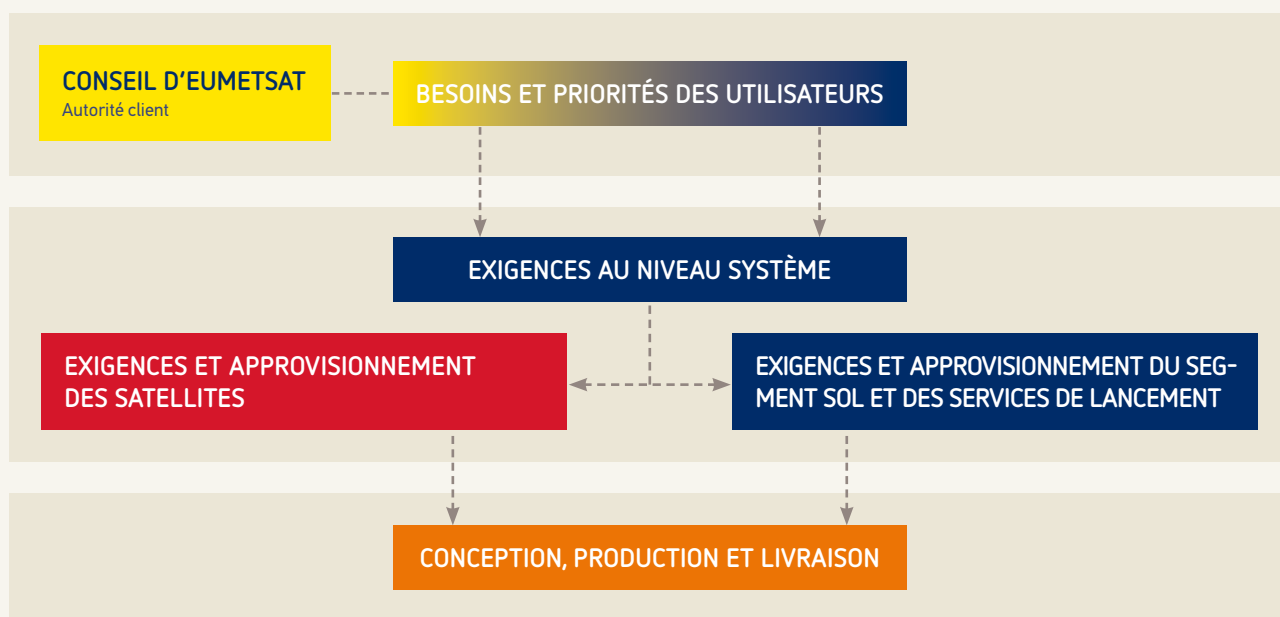 CONSEIL D’EUMETSAT
Autorité client
BESOINS ET PRIORITÉS DES UTILISATEURS
EXIGENCES AU NIVEAU SYSTÈME
EXIGENCES ET APPROVISIONNEMENT
DES SATELLITES
EXIGENCES ET APPROVISIONNEMENT DU SEG-
MENT SOL ET DES SERVICES DE LANCEMENT
CONCEPTION, PRODUCTION ET LIVRAISON